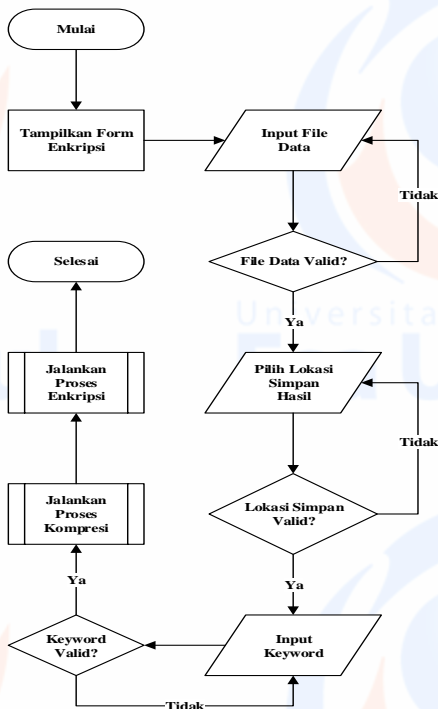 Mulai
Tampilkan Form
Enkripsi
Input File
Data
Tidak
File Data Valid?
Ya
Pilih Lokasi
Simpan
Hasil
Tidak
Lokasi Simpan
Valid?
Ya
Input
Keyword
Keyword
Valid?
Tidak
Ya
Jalankan
Proses
Kompresi
Jalankan
Proses
Enkripsi
Selesai
Universita